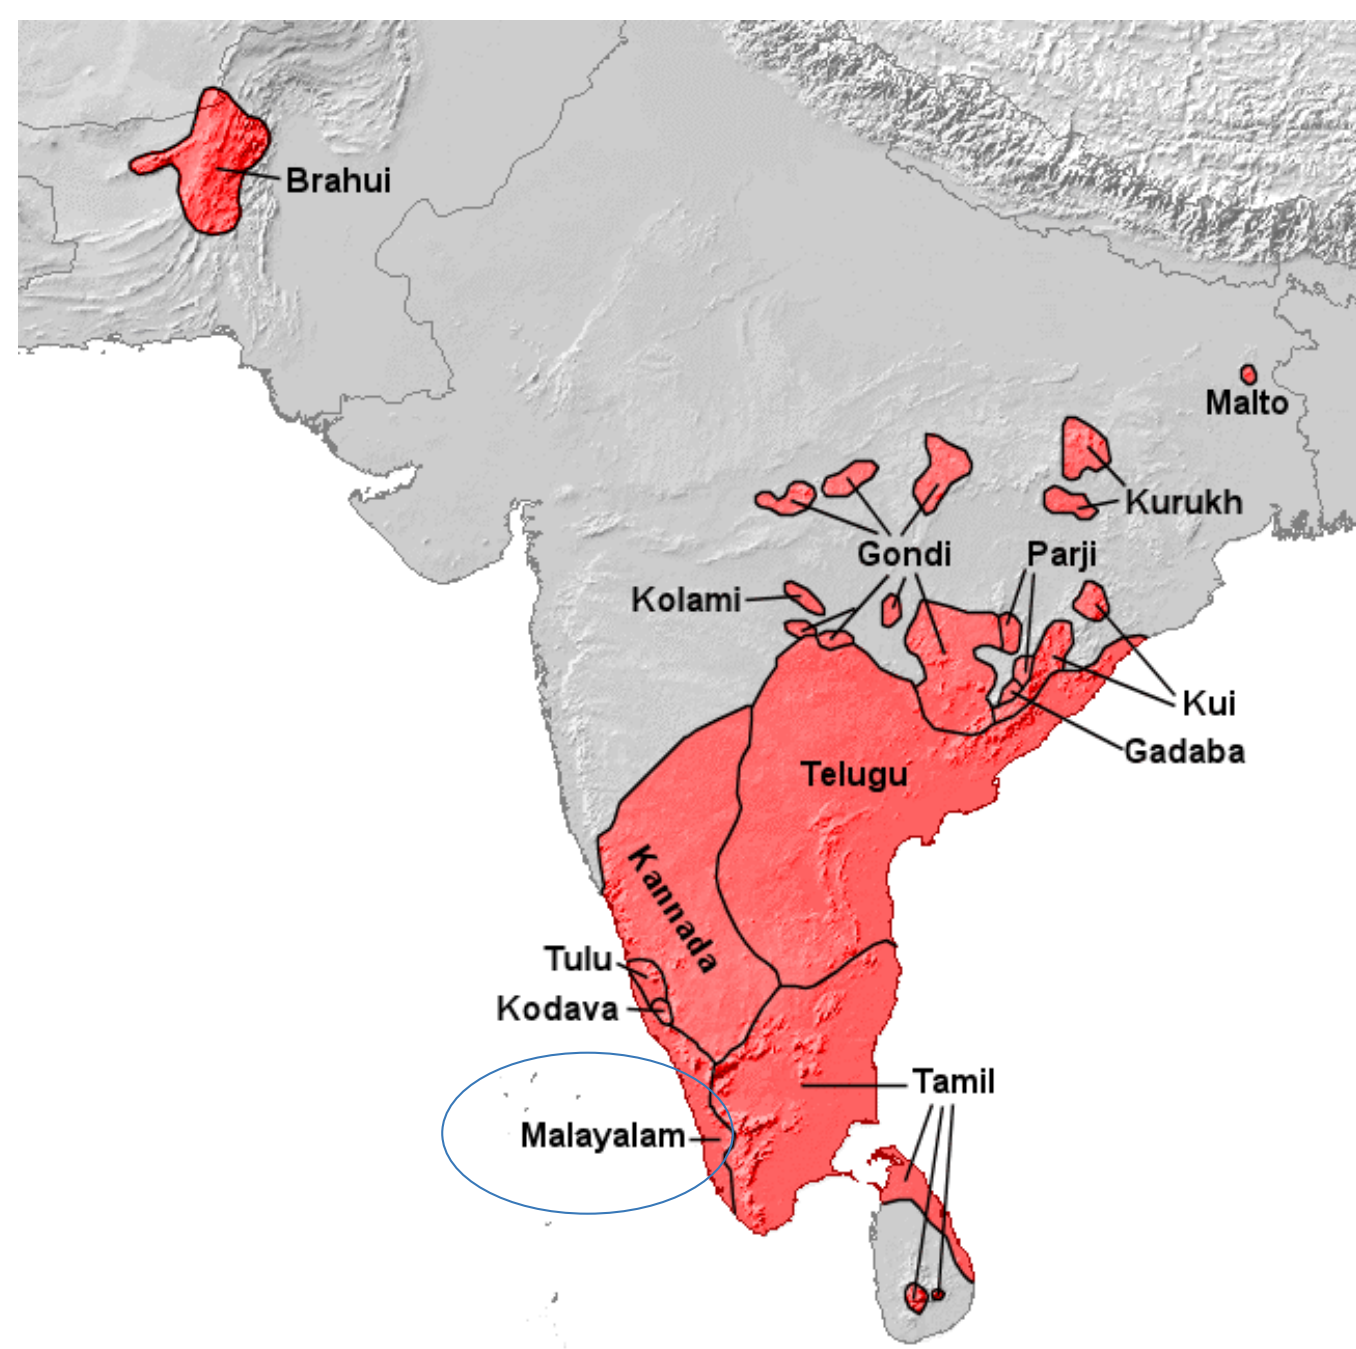 Brahui
Malto
Kurukh
Gondi
Parji
Kolami
Kui
Gadaba
Telugu
Kannada
Tulu
Kodava
Tamil
Malayalam